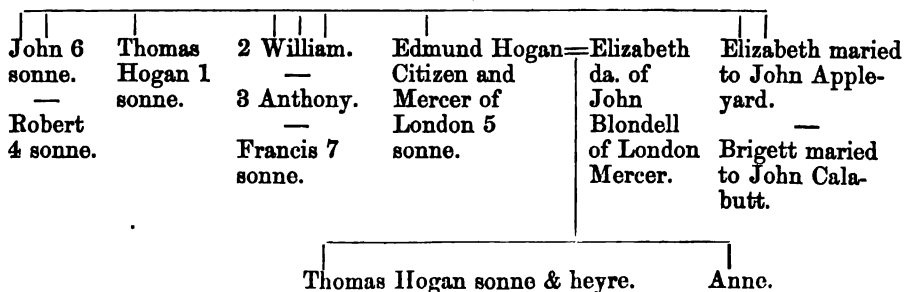 John 6
sonne.
—
Robert
4 sonne.
Thomas
Hogan 1
sonne.
2 William.
—
3 Anthony.
—
Francis 7
sonne.
Edmund Hogan=Elizabeth
Citizen and
Mercer of
London 5
sonne.
da. of
John
Blondell
of London
Mercer.
Elizabeth maried
to John Apple-
yard.
—
Brigett maried
to John Cala-
butt.
Thomas Hogan sonne & heyre.
Anne.